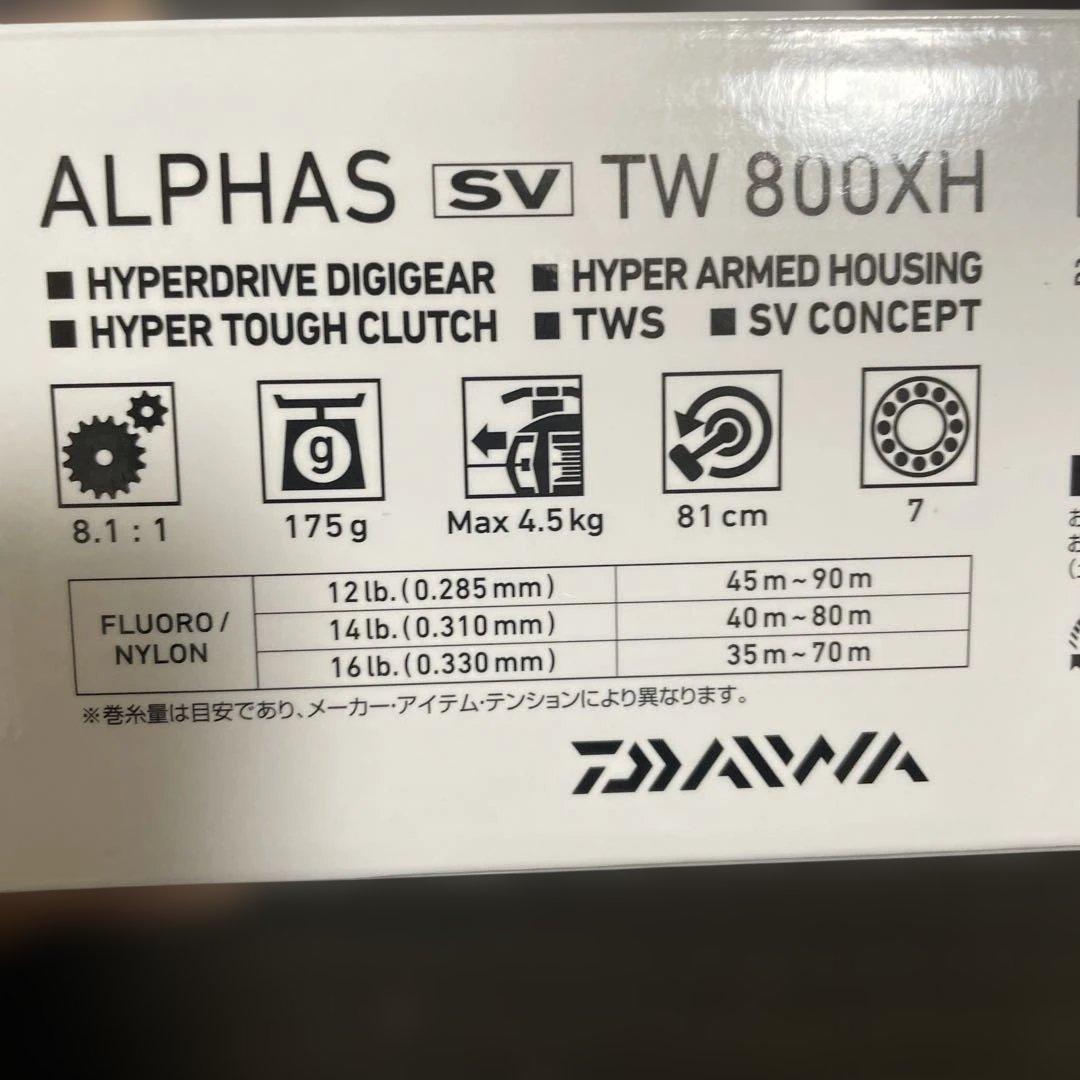 ALPHAS SV TW 800XH
■ HYPERDRIVE DIGIGEAR ■ HYPER ARMED HOUSING
■ HYPER TOUGH CLUTCH ■ TWS ■ SV CONCEPT
g
8.1 : 1 175g Max 4.5kg 81cm 7
FLUORO/
NYLON
12lb.(0.285mm) 45m~90m
14lb.(0.310mm) 40m~80m
16lb.(0.330mm) 35m~70m
※巻糸量は目安であり、メーカー・アイテム・テンションにより異なります。
DAIWA